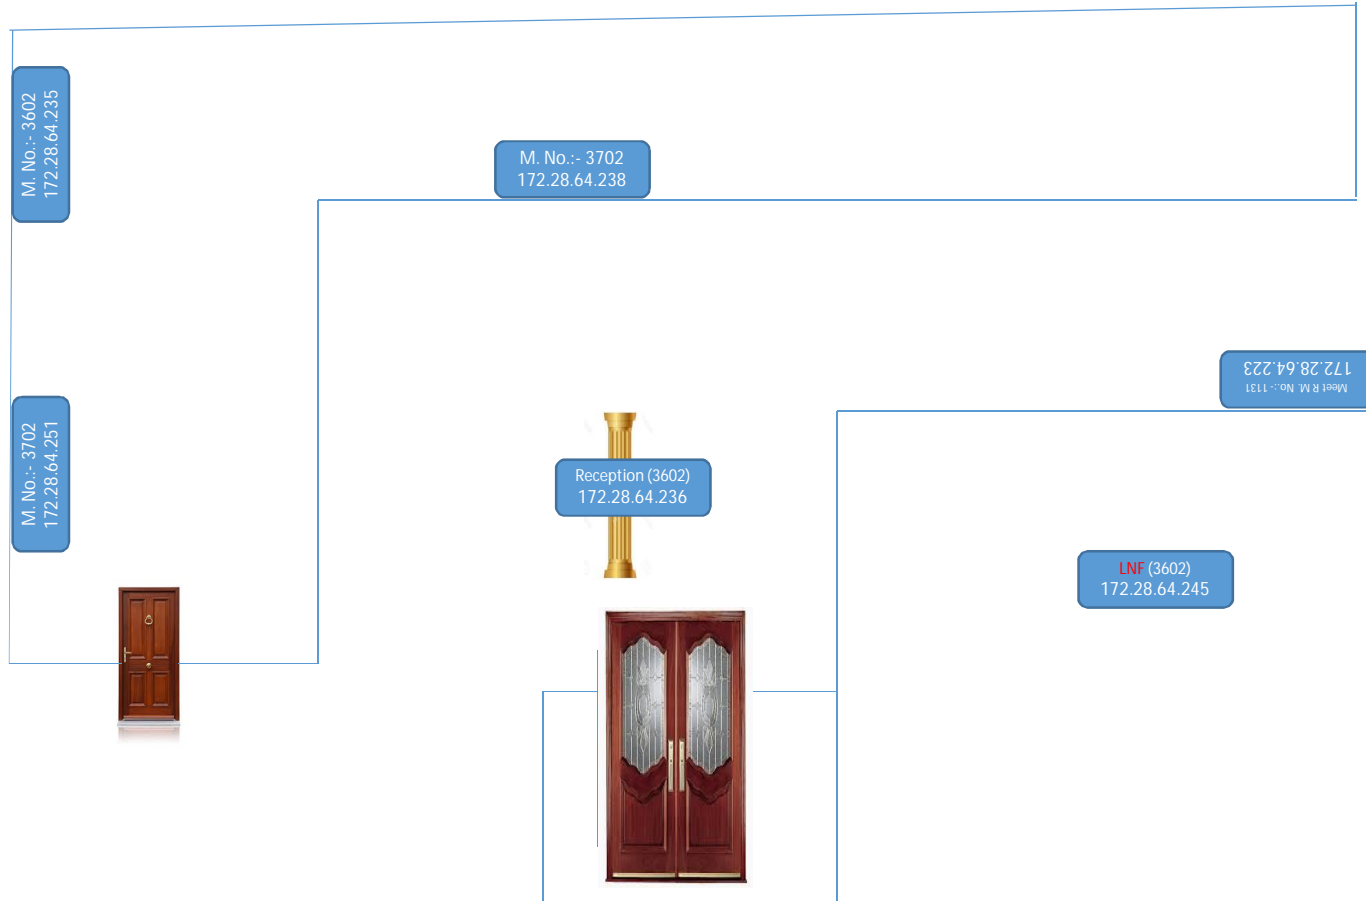 M. No.:- 3602
172.28.64.235
M. No.:- 3702
172.28.64.238
Meet R M. No.:- 1131
172.28.64.223
M. No.:- 3702
172.28.64.251
Reception (3602)
172.28.64.236
LNF (3602)
172.28.64.245